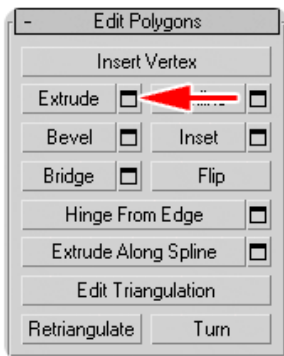 - Edit Polygons
Insert Vertex
Extrude
Bevel Inset
Bridge Flip
Hinge From Edge
Extrude Along Spline
Edit Triangulation
Retriangulate Turn